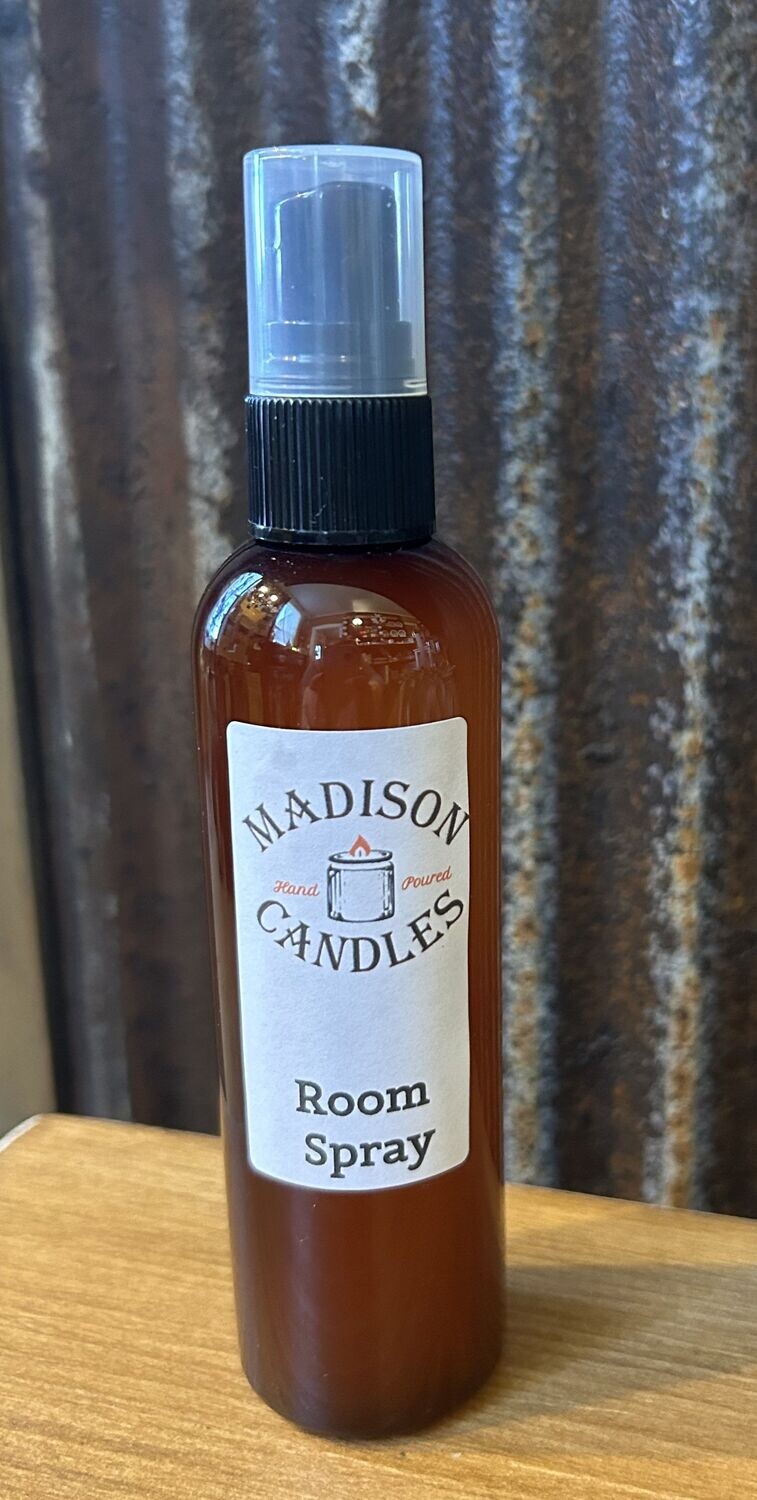 MADISON
Hand Poured
CANDLES
Room
Spray